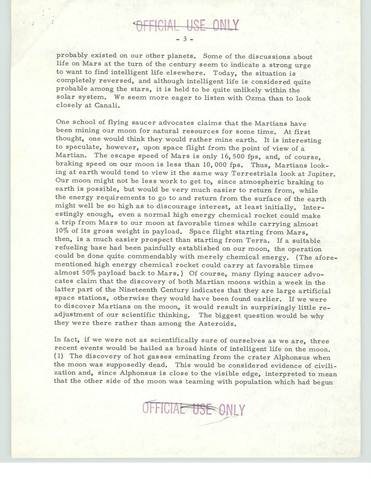 OFFICIAL USE ONLY
- 3 -
probably existed on our other planets. Some of the discussions about
life on Mars at the turn of the century seem to indicate a strong urge
to want to find intelligent life elsewhere. Today, the situation is
completely reversed, and although intelligent life is considered quite
probable among the stars, it is held to be quite unlikely within the
solar system. We seem more eager to listen with Ozma than to look
closely at Canali.
One school of flying saucer advocates claims that the Martians have
been mining our moon for natural resources for some time. At first
thought, one would think they would rather mine earth. It is interesting
to speculate, however, upon space flight from the point of view of a
Martian. The escape speed of Mars is only 16,500 fps, and, of course,
braking speed on our moon is less than 10,000 fps. Thus, Martians look-
ing at earth would tend to view it the same way Terrestrials look at Jupiter.
Our moon might not be less work to get to, since atmospheric braking to
earth is possible, but would be very much easier to return from, while
the energy requirements to go to and return from the surface of the earth
might well be so high as to discourage interest, at least initially. Inter-
estingly enough, even a normal high energy chemical rocket could make
a trip from Mars to our moon at favorable times while carrying almost
10% of its gross weight in payload. Space flight starting from Mars,
then, is a much easier prospect than starting from Terra. If a suitable
refueling base had been painfully established on our moon, the operation
could be done quite commendably with merely chemical energy. (The afore-
mentioned high energy chemical rocket could carry at favorable times
almost 50% payload back to Mars.) Of course, many flying saucer advo-
cates claim that the discovery of both Martian moons within a week in the
latter part of the Nineteenth Century indicates that they are large artificial
space stations, otherwise they would have been found earlier. If we were
to discover Martians on the moon, it would result in surprisingly little re-
adjustment of our scientific thinking. The biggest question would be why
they were there rather than among the Asteroids.
In fact, if we were not as scientifically sure of ourselves as we are, three
recent events would be hailed as broad hints of intelligent life on the moon.
(1) The discovery of hot gasses eminating from the crater Alphonsus when
the moon was supposedly dead. This would be considered evidence of civili-
zation and, since Alphonsus is close to the visible edge, interpreted to mean
that the other side of the moon was teaming with population which had begun
OFFICIAL USE ONLY